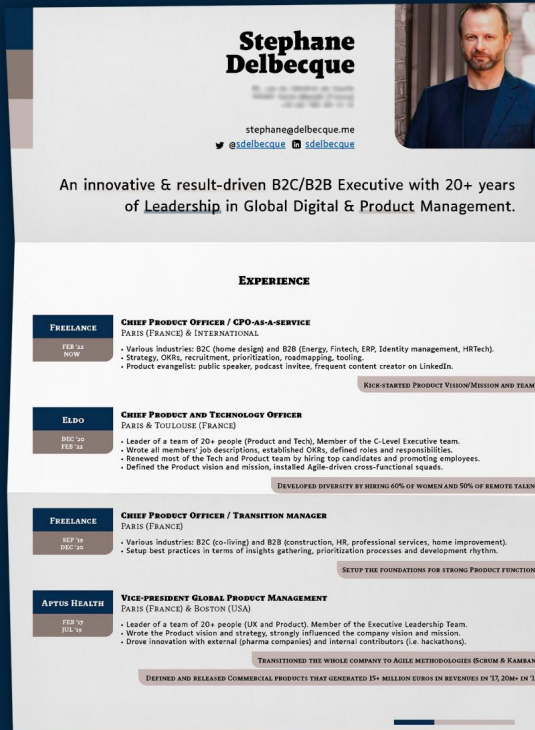 Stephane
Delbecque
stephane@delbecque.me
@sdelbecque in sdelbecque
An innovative & result-driven B2C/B2B Executive with 20+ years
of Leadership in Global Digital & Product Management.
Experience
Freelance
Feb '22
Now
Chief Product Officer / CPO-as-a-service
Paris (France) & International
• Various industries: B2C (home design) and B2B (Energy, Fintech, ERP, Identity management, HRTech).
• Strategy, OKRs, recruitment, prioritization, roadmapping, tooling.
• Product evangelist: public speaker, podcast invitee, frequent content creator on LinkedIn.
Kick-started Product Vision/Mission and team
Eldo
Dec '20
Feb '22
Chief Product and Technology Officer
Paris & Toulouse (France)
• Leader of a team of 20+ people (Product and Tech), Member of the C-Level Executive team.
• Wrote all members' job descriptions, established OKRs, defined roles and responsibilities.
• Renewed most of the Tech and Product team by hiring top candidates and promoting employees.
• Defined the Product vision and mission, installed Agile-driven cross-functional squads.
Developed diversity by hiring 60% of women and 50% of remote talen
Freelance
Sep '19
Dec '20
Chief Product Officer / Transition manager
Paris (France)
• Various industries: B2C (co-living) and B2B (construction, HR, professional services, home improvement).
• Setup best practices in terms of insights gathering, prioritization processes and development rhythm.
Setup the foundations for strong Product function
Aptus Health
Feb '17
Jul '19
Vice-president Global Product Management
Paris (France) & Boston (USA)
• Leader of a team of 20+ people (UX and Product). Member of the Executive Leadership Team.
• Wrote the Product vision and strategy, strongly influenced the company vision and mission.
• Drove innovation with external (pharma companies) and internal contributors (i.e. hackathons).
Transitioned the whole company to Agile methodologies (Scrum & Kanban
Defined and released Commercial products that generated 15+ million euros in revenues in '17, 20m+ in '1